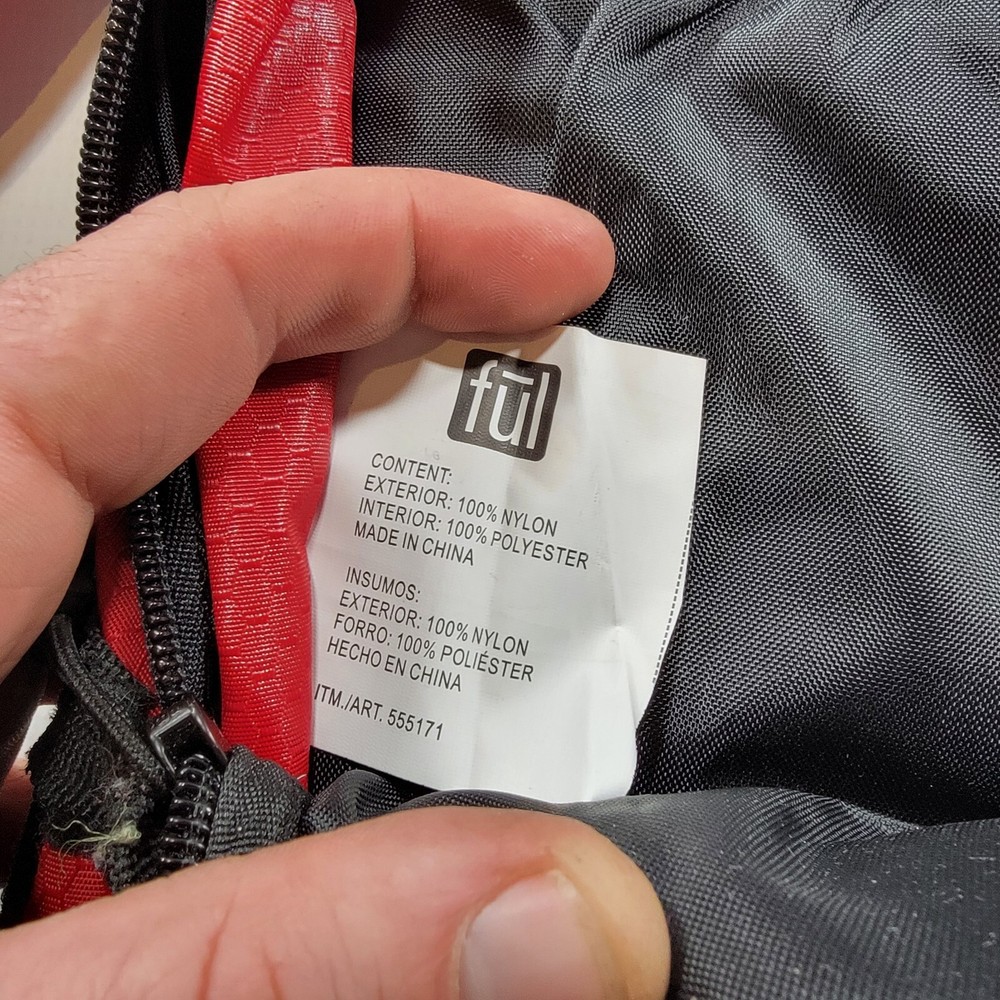 fūl
CONTENT:
EXTERIOR: 100% NYLON
INTERIOR: 100% POLYESTER
MADE IN CHINA
INSUMOS:
EXTERIOR: 100% NYLON
FORRO: 100% POLIÉSTER
HECHO EN CHINA
ITM./ART. 555171